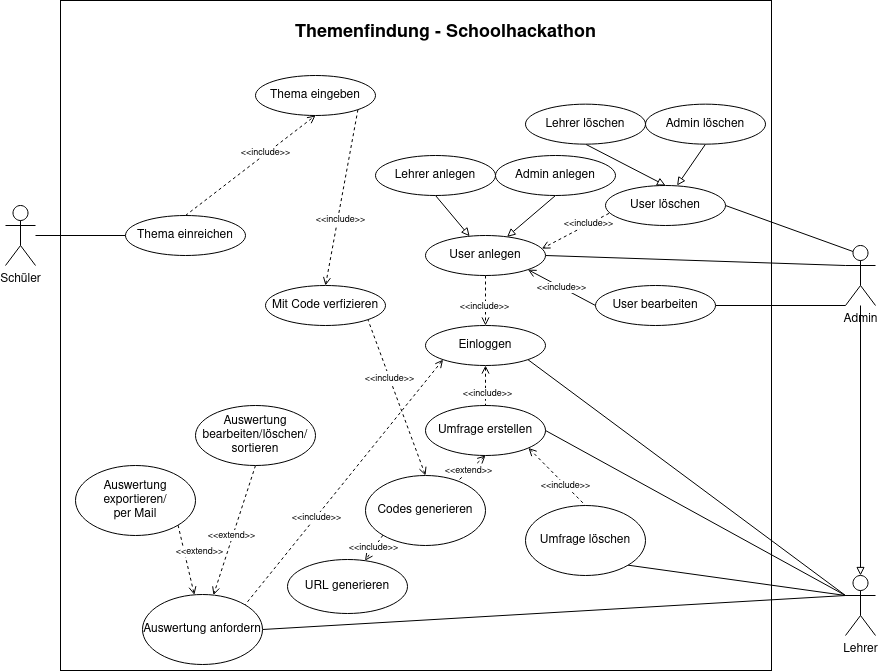 Themenfindung - Schoolhackathon
Thema eingeben
Lehrer löschen
Admin löschen
<<include>>
Lehrer anlegen
Admin anlegen
User löschen
<<include>>
<<include>>
Thema einreichen
User anlegen
Schüler
<<include>>
Mit Code verfizieren
<<include>>
User bearbeiten
Admin
Einloggen
<<include>>
<<include>>
Auswertung
bearbeiten/löschen/
sortieren
Umfrage erstellen
<<extend>>
Auswertung
exportieren/
per Mail
<<include>>
Codes generieren
<<include>>
<<extend>>
Umfrage löschen
<<extend>>
<<include>>
URL generieren
Auswertung anfordern
Lehrer